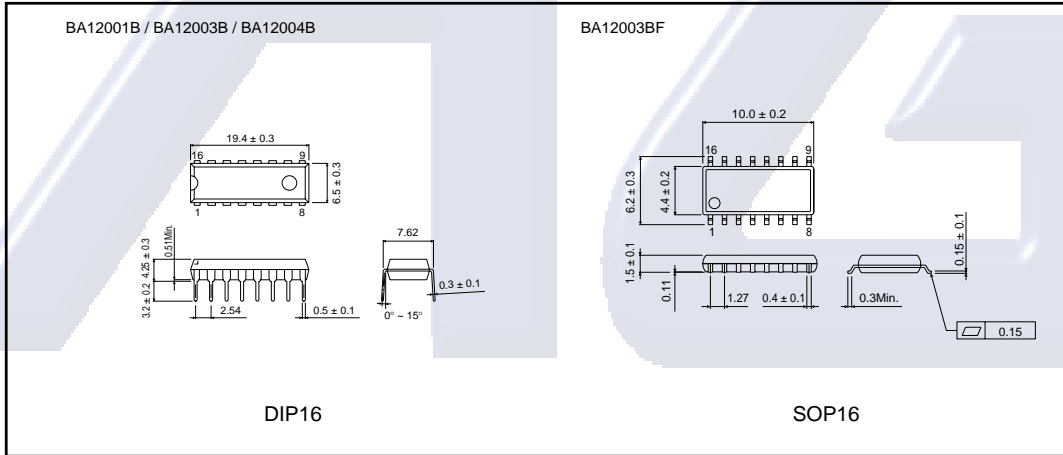 BA12001B / BA12003B / BA12004B
19.4 ± 0.3
16 9
6.5 ± 0.3
1 8
4.25 ± 0.3
0.51Min.
3.2 ± 0.2
2.54
0.5 ± 0.1
7.62
0.3 ± 0.1
0° ~ 15°
DIP16
BA12003BF
10.0 ± 0.2
16 9
6.2 ± 0.3
4.4 ± 0.2
1 8
1.5 ± 0.1
0.11
1.27
0.4 ± 0.1
0.3Min.
0.15 ± 0.1
0.15
SOP16